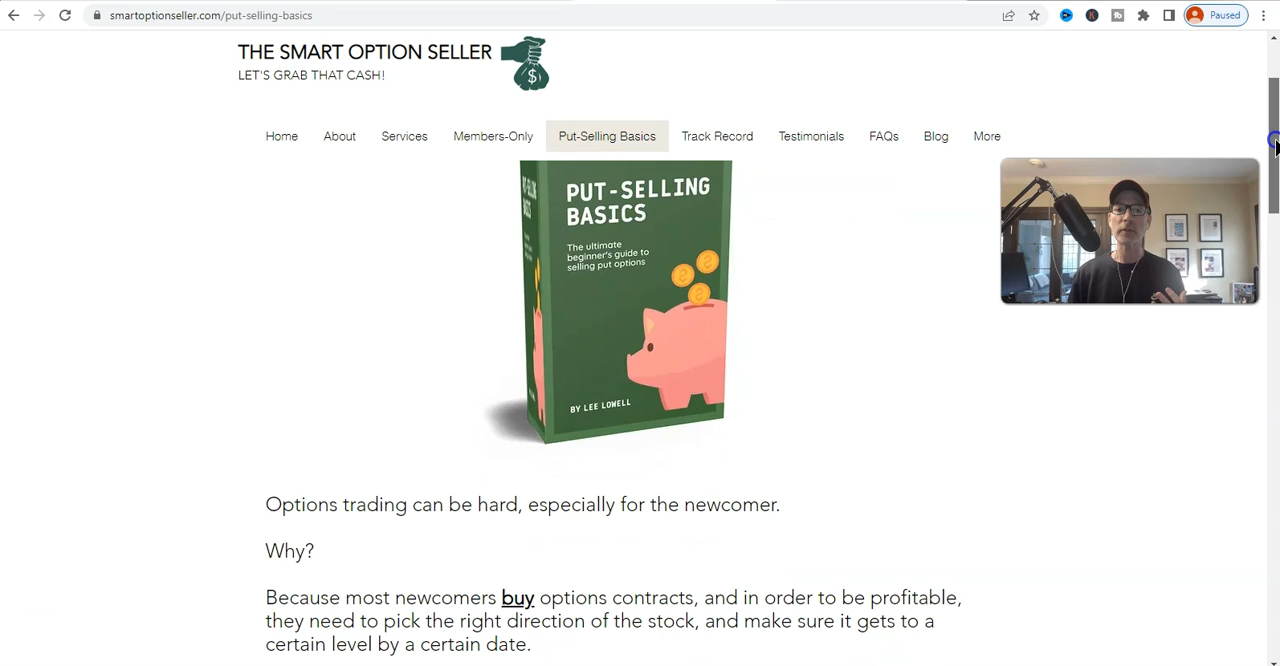 smartoptionseller.com/put-selling-basics
Paused
THE SMART OPTION SELLER
LET'S GRAB THAT CASH!
$
Home About Services Members-Only Put-Selling Basics Track Record Testimonials FAQs Blog More
PUT-SELLING
BASICS
The ultimate
beginner's guide to
selling put options
BY LEE LOWELL
Options trading can be hard, especially for the newcomer.
Why?
Because most newcomers buy options contracts, and in order to be profitable,
they need to pick the right direction of the stock, and make sure it gets to a
certain level by a certain date.